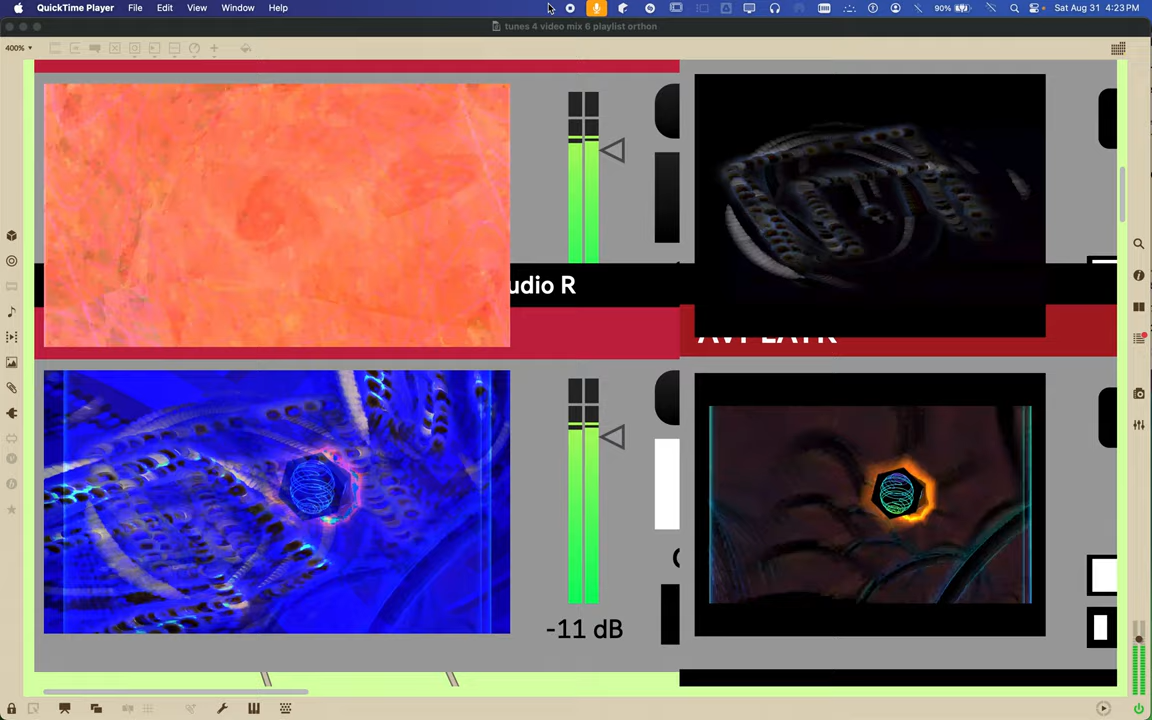 QuickTime Player File Edit View Window Help
90% Sat Aug 31 4:23 PM
tunes 4 video mix 6 playlist orthon
400%
udio R
-11 dB